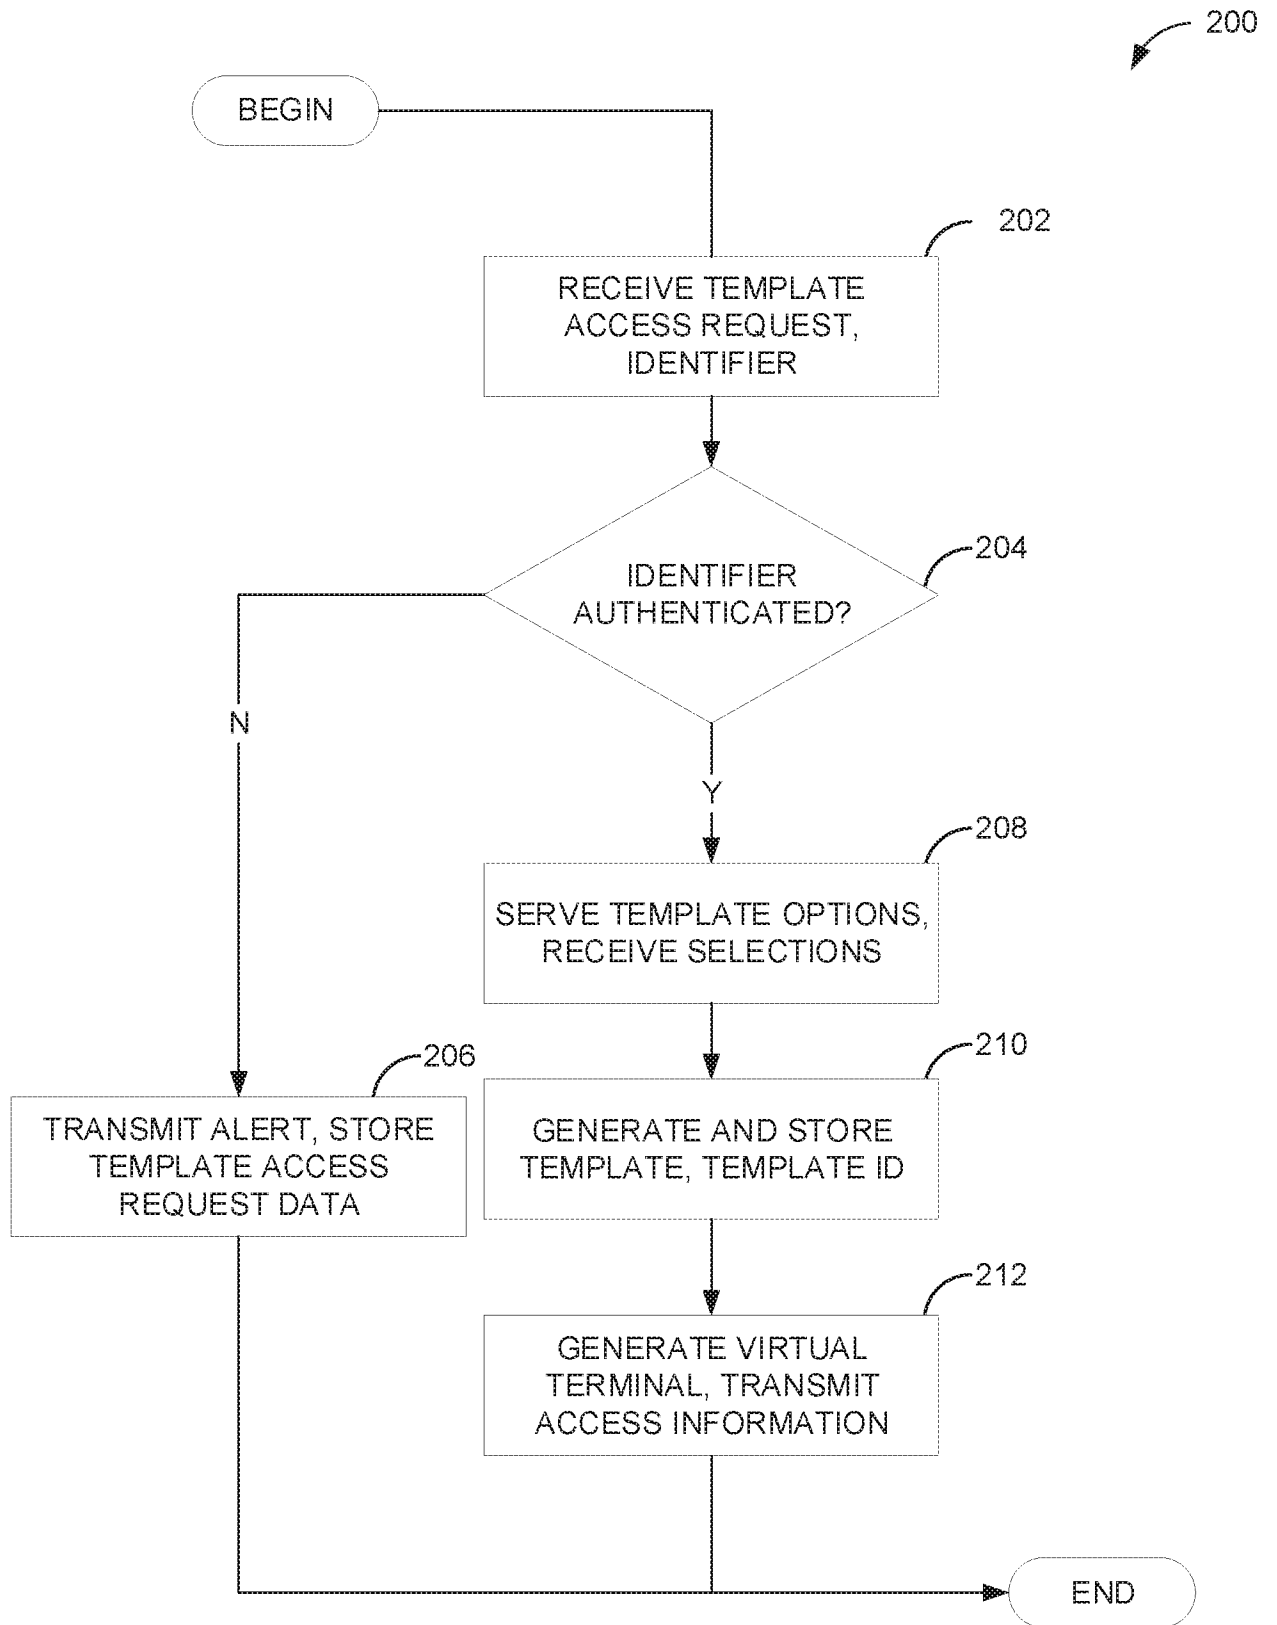 200
BEGIN
202
RECEIVE TEMPLATE
ACCESS REQUEST,
IDENTIFIER
204
IDENTIFIER
AUTHENTICATED?
N
Y
208
SERVE TEMPLATE OPTIONS,
RECEIVE SELECTIONS
206
TRANSMIT ALERT, STORE
TEMPLATE ACCESS
REQUEST DATA
210
GENERATE AND STORE
TEMPLATE, TEMPLATE ID
212
GENERATE VIRTUAL
TERMINAL, TRANSMIT
ACCESS INFORMATION
END